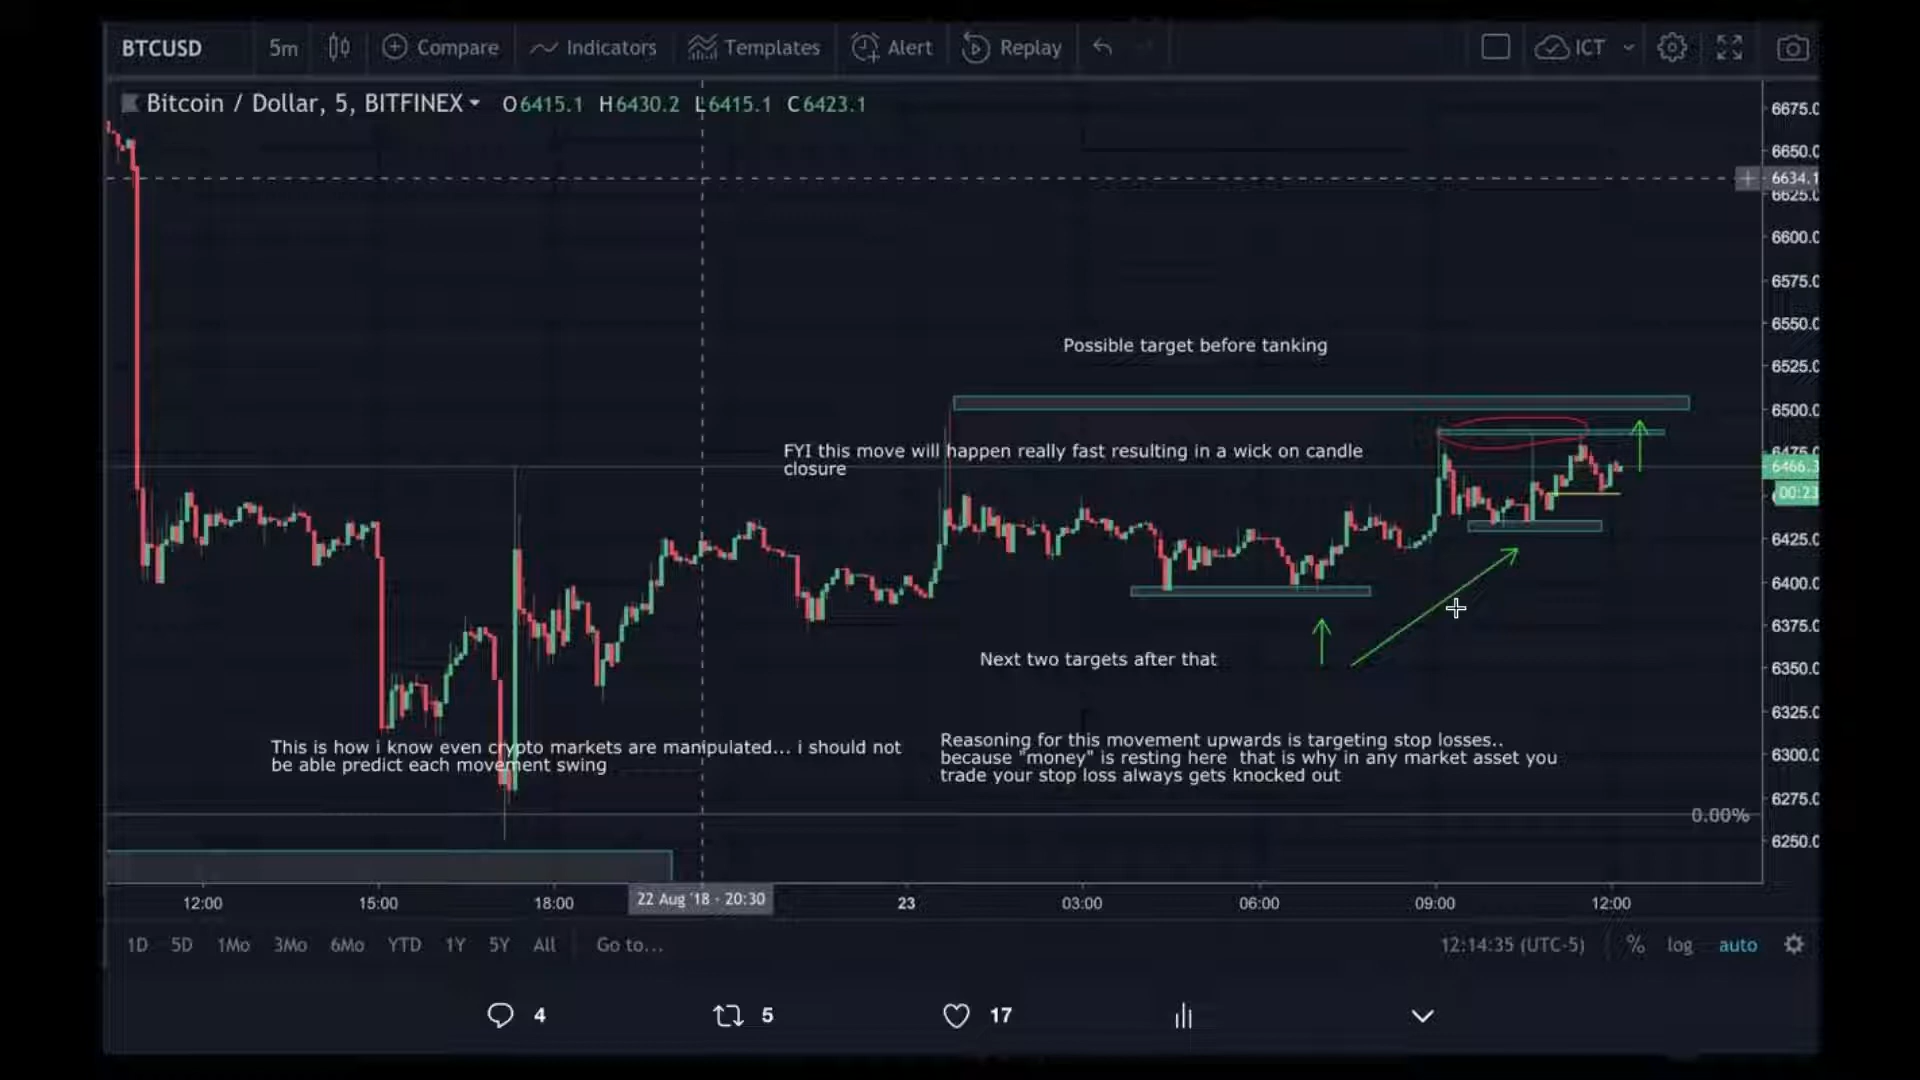 BTCUSD 5m Compare Indicators Templates Alert Replay ICT
Bitcoin / Dollar, 5, BITFINEX O6415.1 H6430.2 L6415.1 C6423.1
6675.0
6650.0
6634.1
6625.0
6600.0
6575.0
6550.0
Possible target before tanking
6525.0
6500.0
FYI this move will happen really fast resulting in a wick on candle
closure
6475.0
6466.3
00:23
6425.0
6400.0
6375.0
Next two targets after that
6350.0
6325.0
This is how i know even crypto markets are manipulated... i should not
be able predict each movement swing
Reasoning for this movement upwards is targeting stop losses..
because "money" is resting here that is why in any market asset you
trade your stop loss always gets knocked out
6300.0
6275.0
0.00%
6250.0
12:00 15:00 18:00 22 Aug '18 - 20:30 23 03:00 06:00 09:00 12:00
1D 5D 1Mo 3Mo 6Mo YTD 1Y 5Y All Go to... 12:14:35 (UTC-5) % log auto
4 5 17